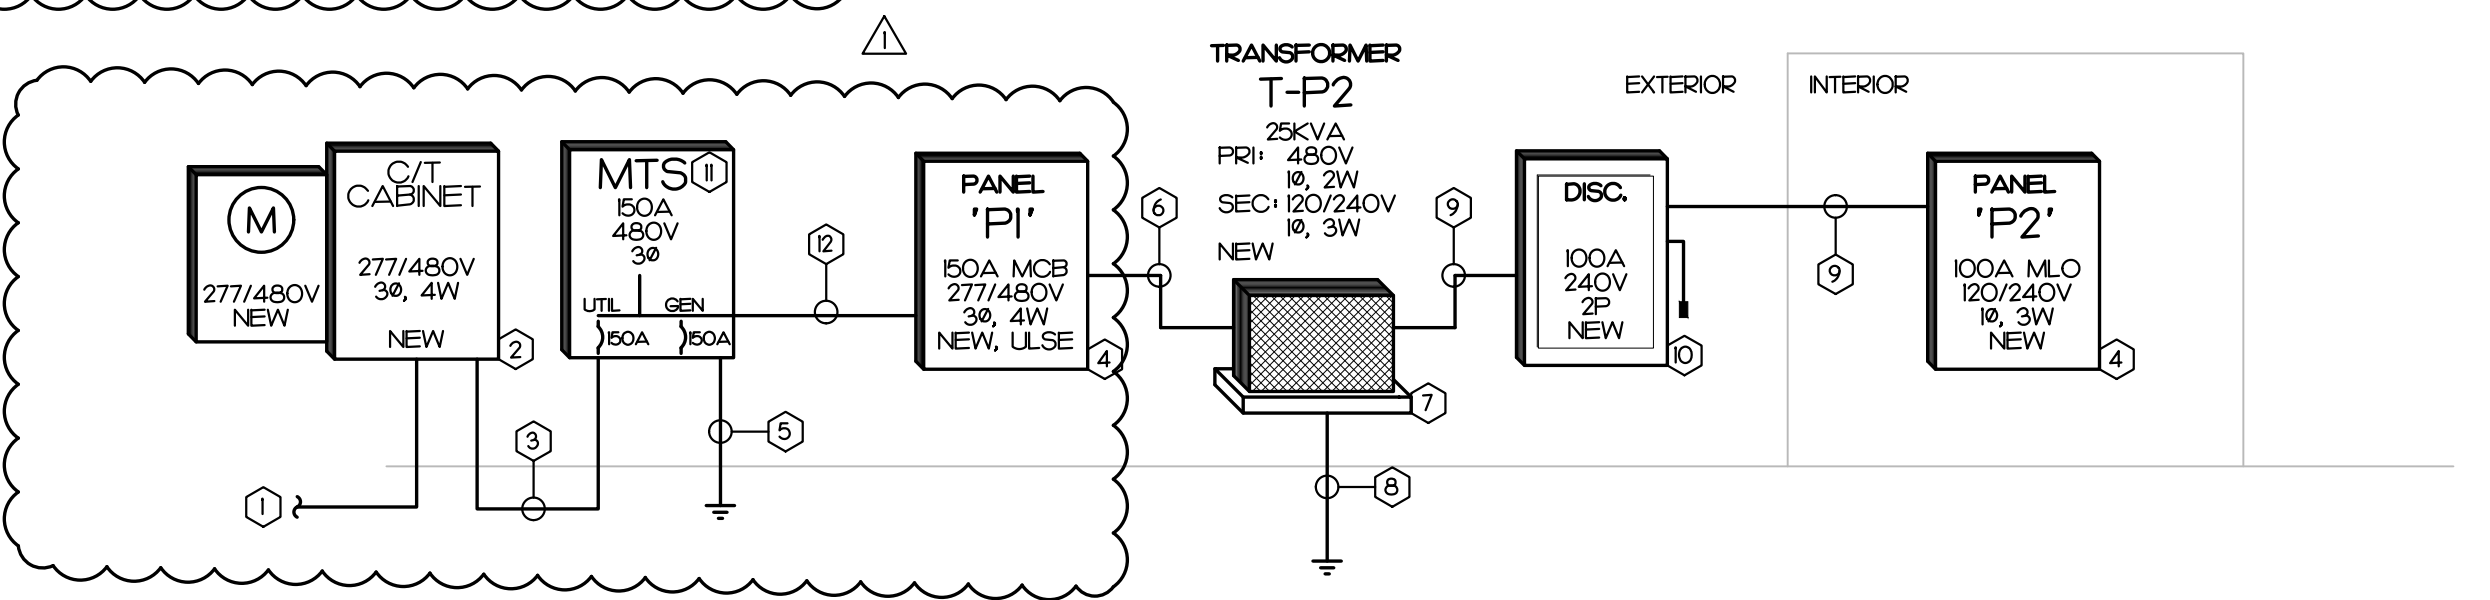 1
M
277/480V
NEW
C/T
CABINET
277/480V
3Ø, 4W
NEW
2
1
3
MTS
11
150A
480V
3Ø
UTIL
GEN
150A
150A
5
12
PANEL
'P1'
150A MCB
277/480V
3Ø, 4W
NEW, ULSE
4
6
TRANSFORMER
T-P2
25KVA
PRI: 480V
1Ø, 2W
SEC: 120/240V
1Ø, 3W
NEW
7
8
9
DISC.
100A
240V
2P
NEW
10
EXTERIOR
INTERIOR
9
PANEL
'P2'
100A MLO
120/240V
1Ø, 3W
NEW
4